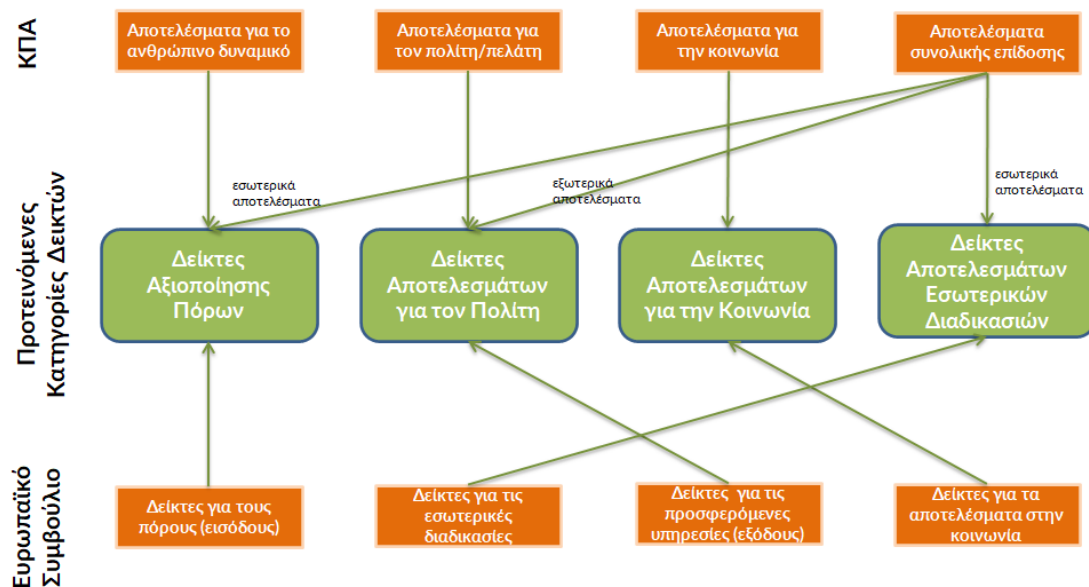 ΚΠΑ
Αποτελέσματα για το
ανθρώπινο δυναμικό
Αποτελέσματα για
τον πολίτη/πελάτη
Αποτελέσματα για
την κοινωνία
Αποτελέσματα
συνολικής επίδοσης
εσωτερικά
αποτελέσματα
εξωτερικά
αποτελέσματα
εσωτερικά
αποτελέσματα
Προτεινόμενες
Κατηγορίες Δεικτών
Δείκτες
Αξιοποίησης
Πόρων
Δείκτες
Αποτελεσμάτων
για τον Πολίτη
Δείκτες
Αποτελεσμάτων
για την Κοινωνία
Δείκτες
Αποτελεσμάτων
Εσωτερικών
Διαδικασιών
Ευρωπαϊκό
Συμβούλιο
Δείκτες για τους
πόρους (εισόδους)
Δείκτες για τις
εσωτερικές
διαδικασίες
Δείκτες για τις
προσφερόμενες
υπηρεσίες (εξόδους)
Δείκτες για τα
αποτελέσματα στην
κοινωνία